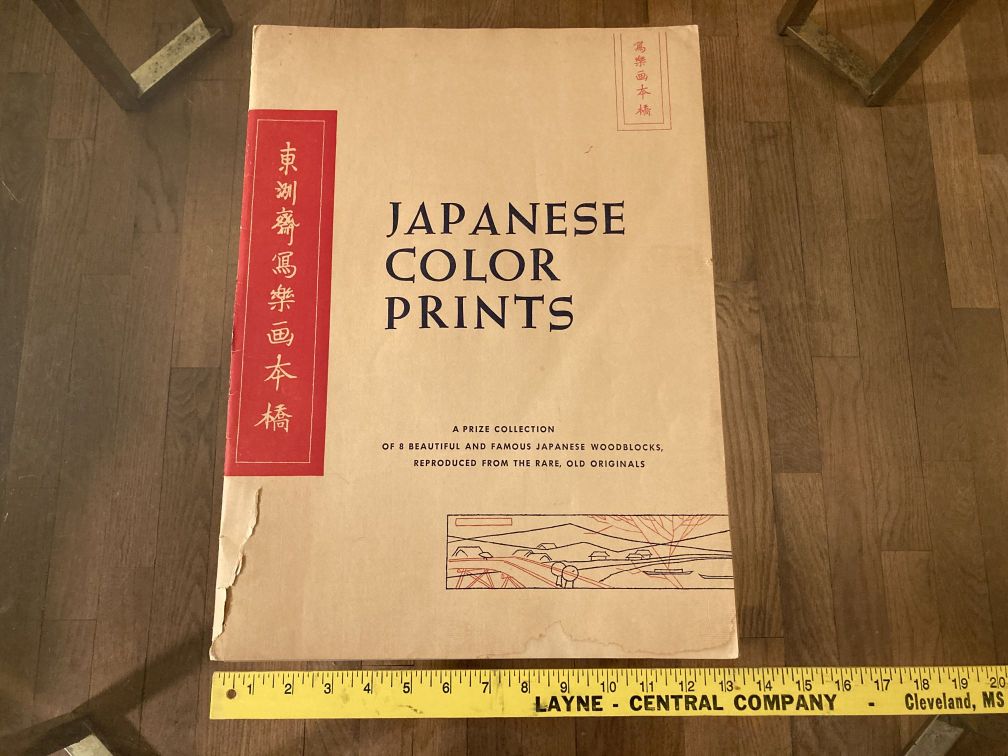 寫樂画本橋
東洲齋寫樂画本橋
JAPANESE
COLOR
PRINTS
A PRIZE COLLECTION
OF 8 BEAUTIFUL AND FAMOUS JAPANESE WOODBLOCKS,
REPRODUCED FROM THE RARE, OLD ORIGINALS
1 2 3 4 5 6 7 8 9 10 11 12 13 14 15 16 17 18 19 20
LAYNE - CENTRAL COMPANY - Cleveland, MS